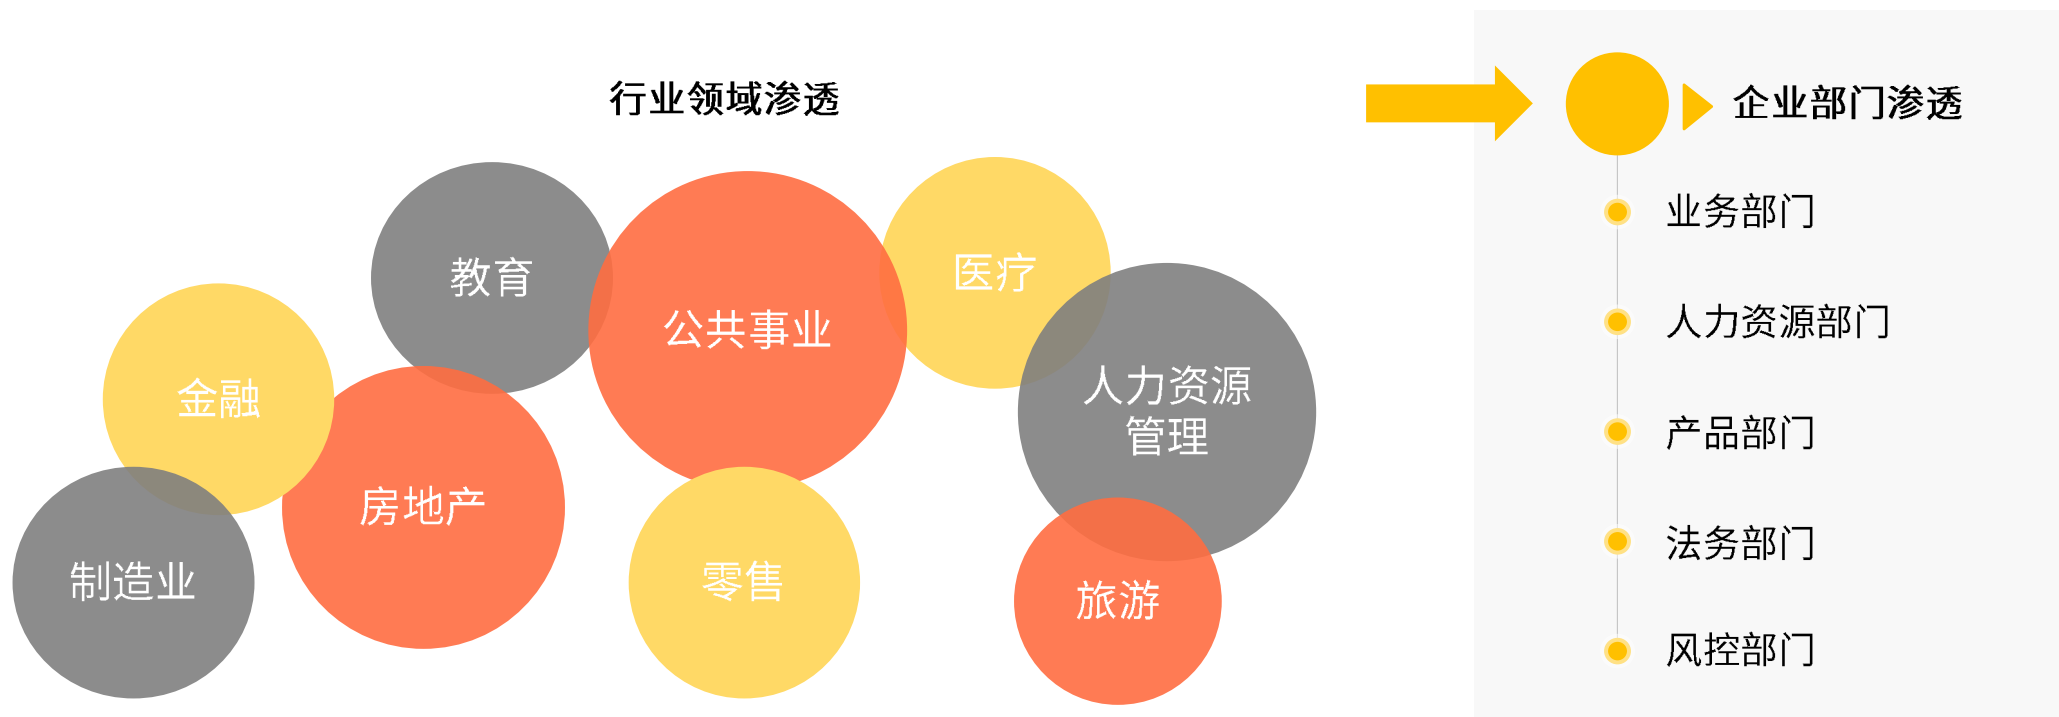 行业领域渗透
教育
公共事业
医疗
金融
人力资源
管理
房地产
制造业
零售
旅游
企业部门渗透
业务部门
人力资源部门
产品部门
法务部门
风控部门